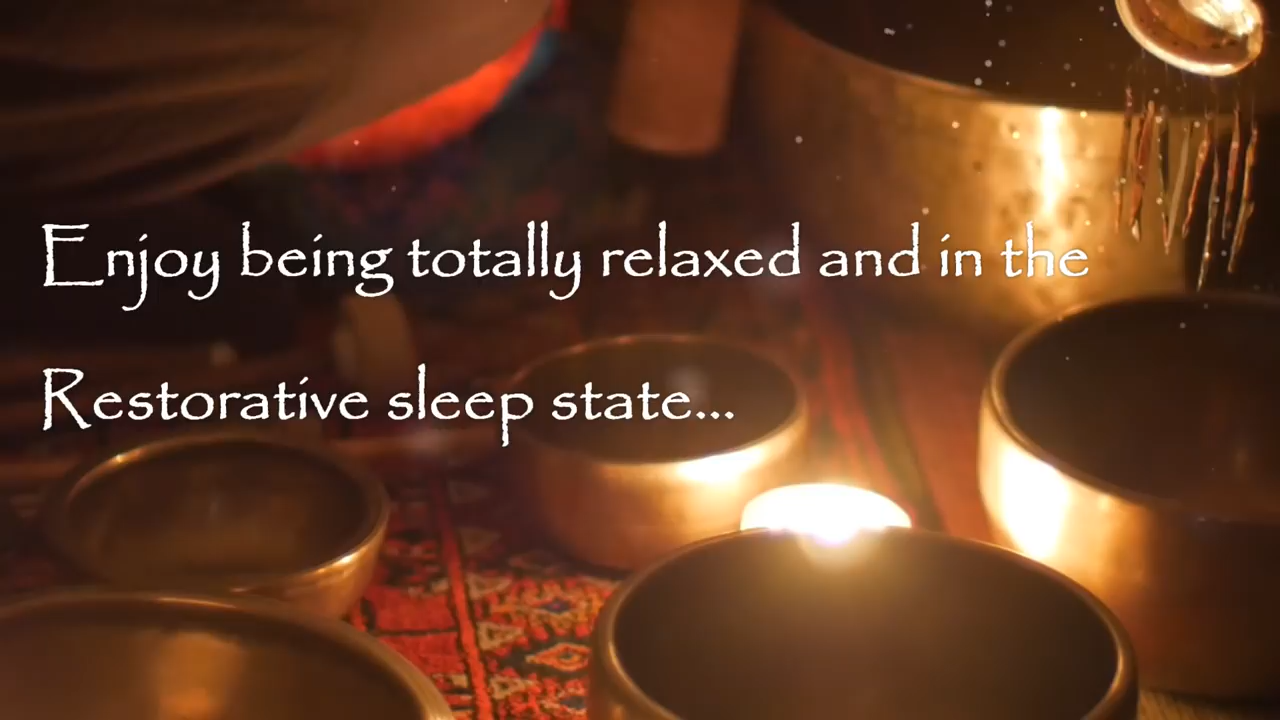 Enjoy being totally relaxed and in the
Restorative sleep state...